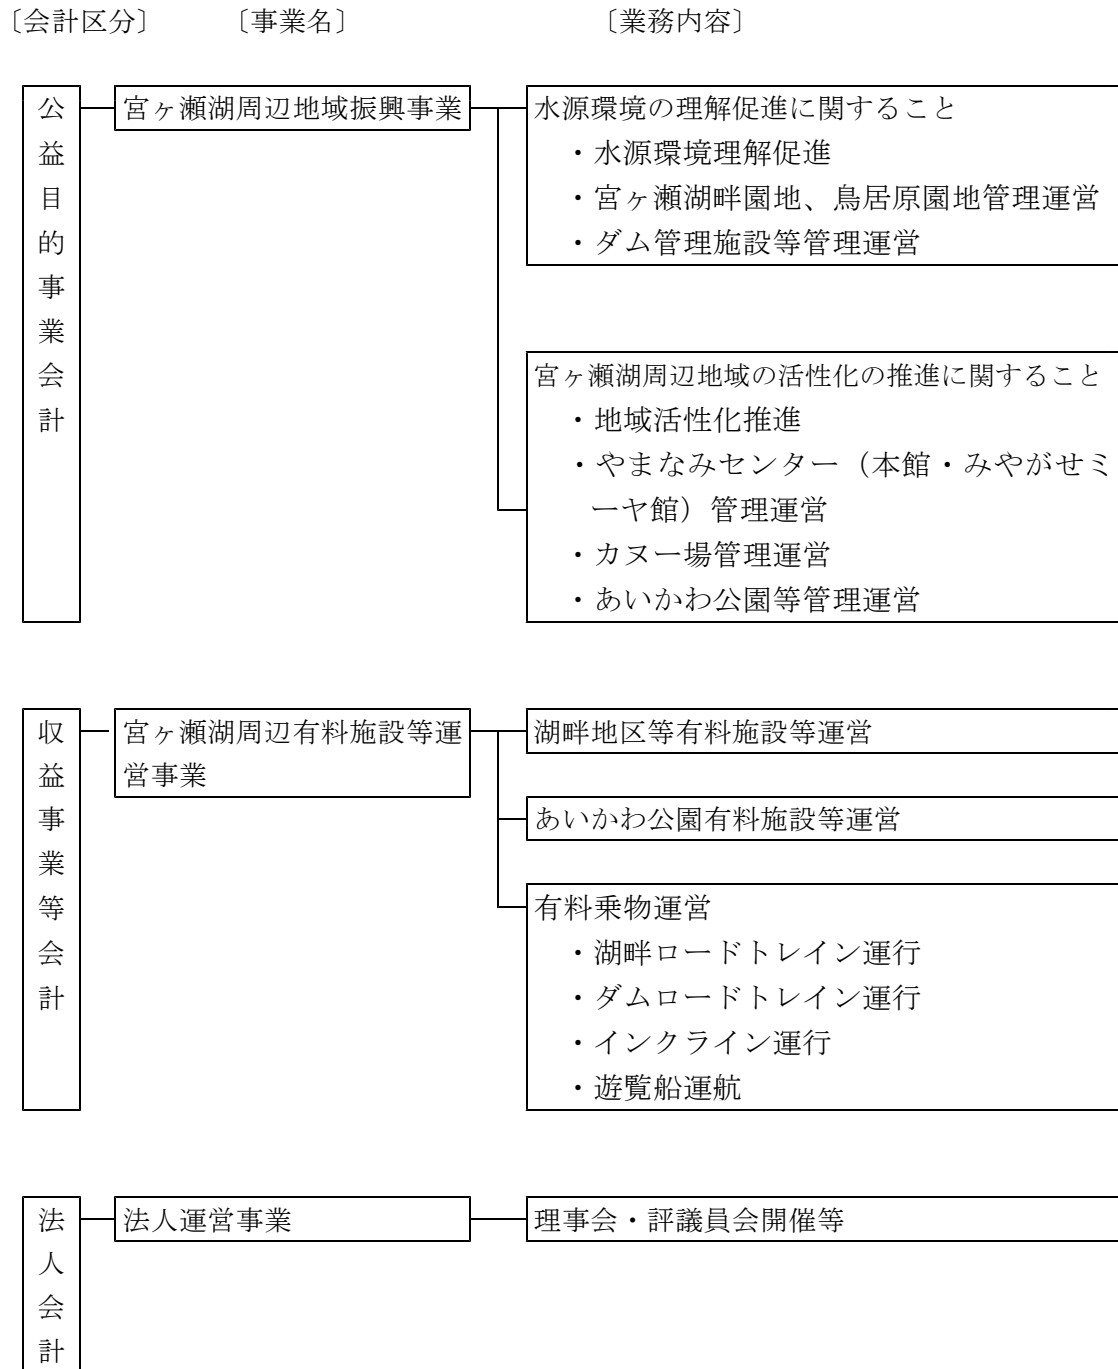 〔会計区分〕 〔事業名〕 〔業務内容〕
公益目的事業会計
宮ヶ瀬湖周辺地域振興事業
水源環境の理解促進に関すること
・水源環境理解促進
・宮ヶ瀬湖畔園地、鳥居原園地管理運営
・ダム管理施設等管理運営
宮ヶ瀬湖周辺地域の活性化の推進に関すること
・地域活性化推進
・やまなみセンター（本館・みやがせミ
ーヤ館）管理運営
・カヌー場管理運営
・あいかわ公園等管理運営
収益事業等会計
宮ヶ瀬湖周辺有料施設等運
営事業
湖畔地区等有料施設等運営
あいかわ公園有料施設等運営
有料乗物運営
・湖畔ロードトレイン運行
・ダムロードトレイン運行
・インクライン運行
・遊覧船運航
法人会計
法人運営事業
理事会・評議員会開催等